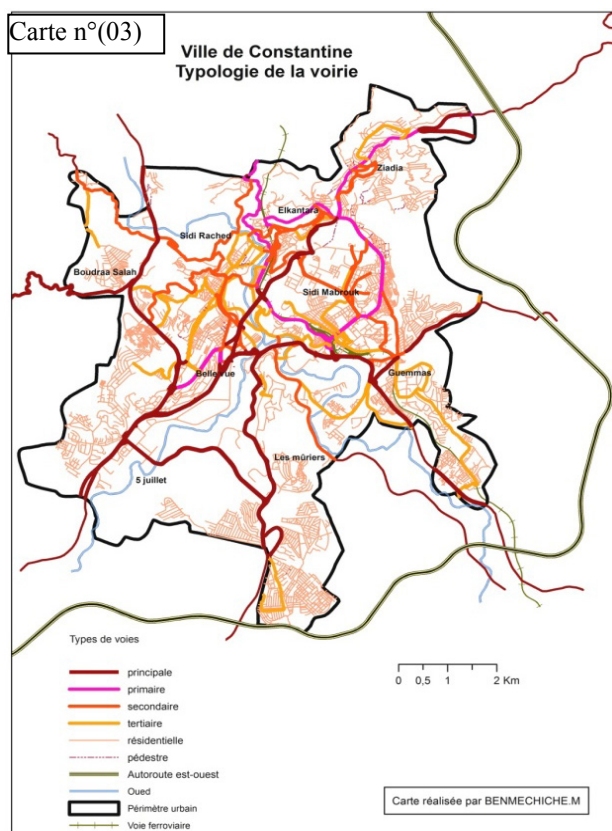 Carte n°(03)
Ville de Constantine
Typologie de la voirie
Ziadia
Elkantara
Sidi Rached
Boudraa Salah
Sidi Mabrouk
Belle vue
Guemmas
Les mûriers
5 juillet
Types de voies
principale
primaire
secondaire
tertiaire
résidentielle
pédestre
Autoroute est-ouest
Oued
Périmètre urbain
Voie ferroviaire
0 0,5 1 2 Km
Carte réalisée par BENMECHICHE.M